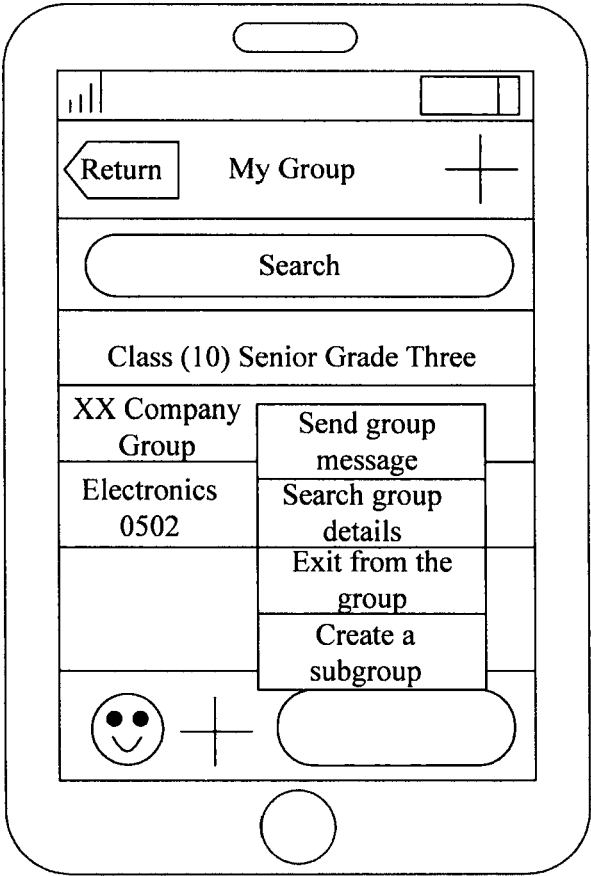 Return
My Group
Search
Class (10) Senior Grade Three
XX Company
Group
Electronics
0502
Send group
message
Search group
details
Exit from the
group
Create a
subgroup